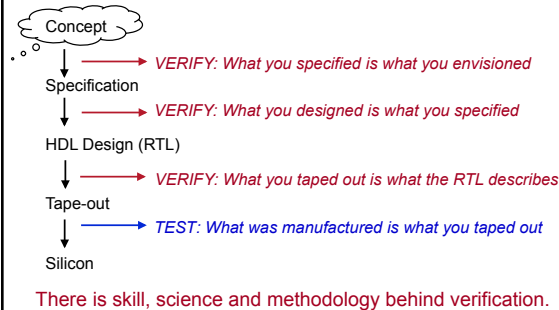 Concept
VERIFY: What you specified is what you envisioned
Specification
VERIFY: What you designed is what you specified
HDL Design (RTL)
VERIFY: What you taped out is what the RTL describes
Tape-out
TEST: What was manufactured is what you taped out
Silicon
There is skill, science and methodology behind verification.